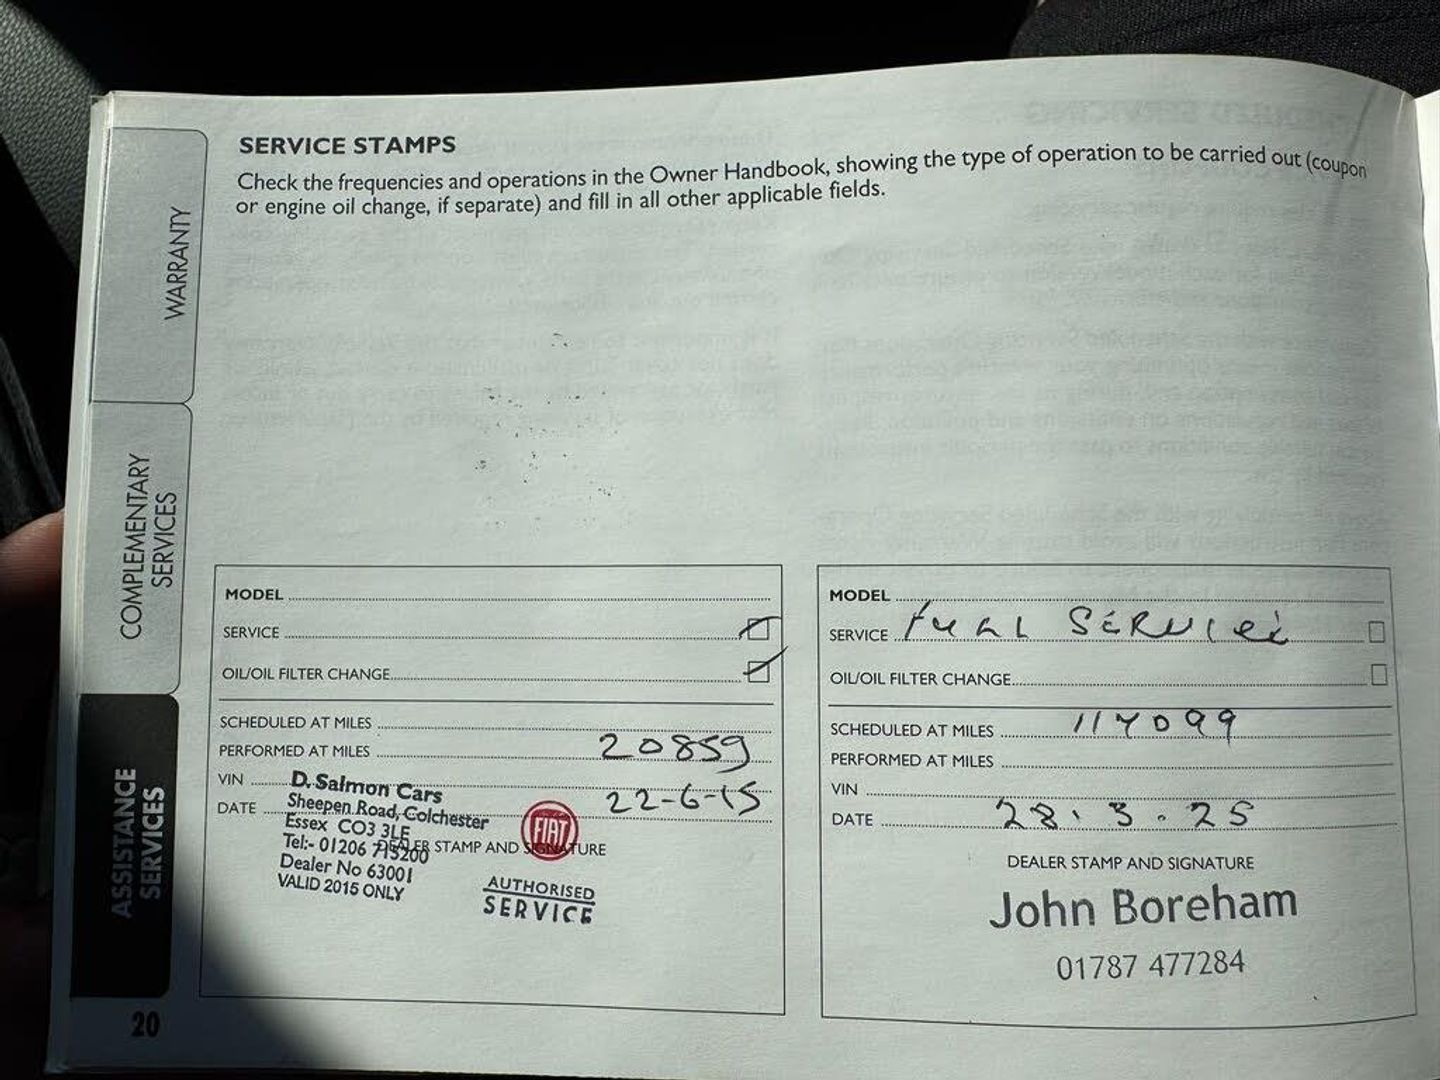 SERVICE STAMPS
Check the frequencies and operations in the Owner Handbook, showing the type of operation to be carried out (coupon
or engine oil change, if separate) and fill in all other applicable fields.
WARRANTY
COMPLEMENTARY
SERVICES
ASSISTANCE
SERVICES
20
MODEL
SERVICE
OIL/OIL FILTER CHANGE
SCHEDULED AT MILES
PERFORMED AT MILES 20859
VIN
DATE 22-6-15
D. Salmon Cars
Sheepen Road, Colchester
Essex CO3 3LE
Tel:- 01206 715200
Dealer No 63001
VALID 2015 ONLY
DEALER STAMP AND SIGNATURE
FIAT
AUTHORISED
SERVICE
MODEL
SERVICE SERVICE
OIL/OIL FILTER CHANGE
SCHEDULED AT MILES 117099
PERFORMED AT MILES
VIN
DATE 28.3.25
DEALER STAMP AND SIGNATURE
John Boreham
01787 477284